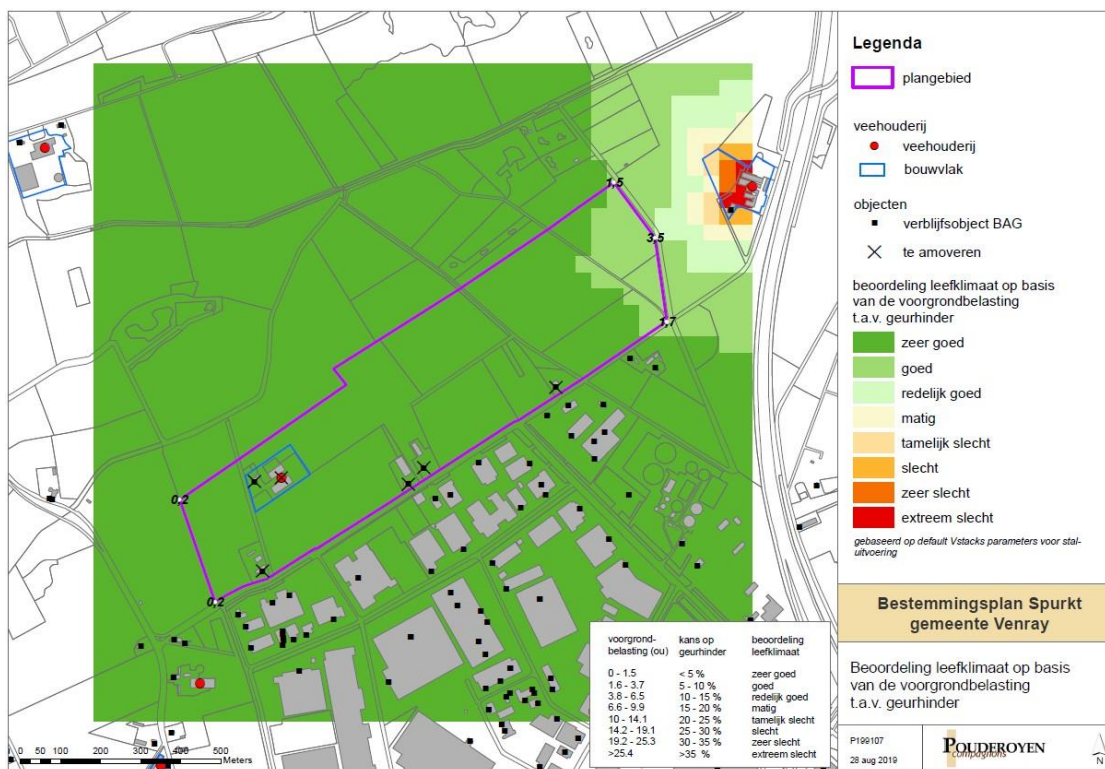 1,5
3,5
1,7
0,2
0,2
0 50 100 200 300 400 500
Meters
voorgrond-
belasting (ou)
kans op
geurhinder
beoordeling
leefklimaat
0 - 1.5 < 5 % zeer goed
1.6 - 3.7 5 - 10 % goed
3.8 - 6.5 10 - 15 % redelijk goed
6.6 - 9.9 15 - 20 % matig
10 - 14.1 20 - 25 % tamelijk slecht
14.2 - 19.1 25 - 30 % slecht
19.2 - 25.3 30 - 35 % zeer slecht
>25.4 >35 % extreem slecht
Legenda
plangebied
veehouderij
veehouderij
bouwvlak
objecten
verblijfsobject BAG
te amoveren
beoordeling leefklimaat op basis
van de voorgrondbelasting
t.a.v. geurhinder
zeer goed
goed
redelijk goed
matig
tamelijk slecht
slecht
zeer slecht
extreem slecht
gebaseerd op default Vstacks parameters voor stal-
uitvoering
Bestemmingsplan Spurkt
gemeente Venray
Beoordeling leefklimaat op basis
van de voorgrondbelasting
t.a.v. geurhinder
P199107
28 aug 2019
POUDEROYEN
compagnons
N